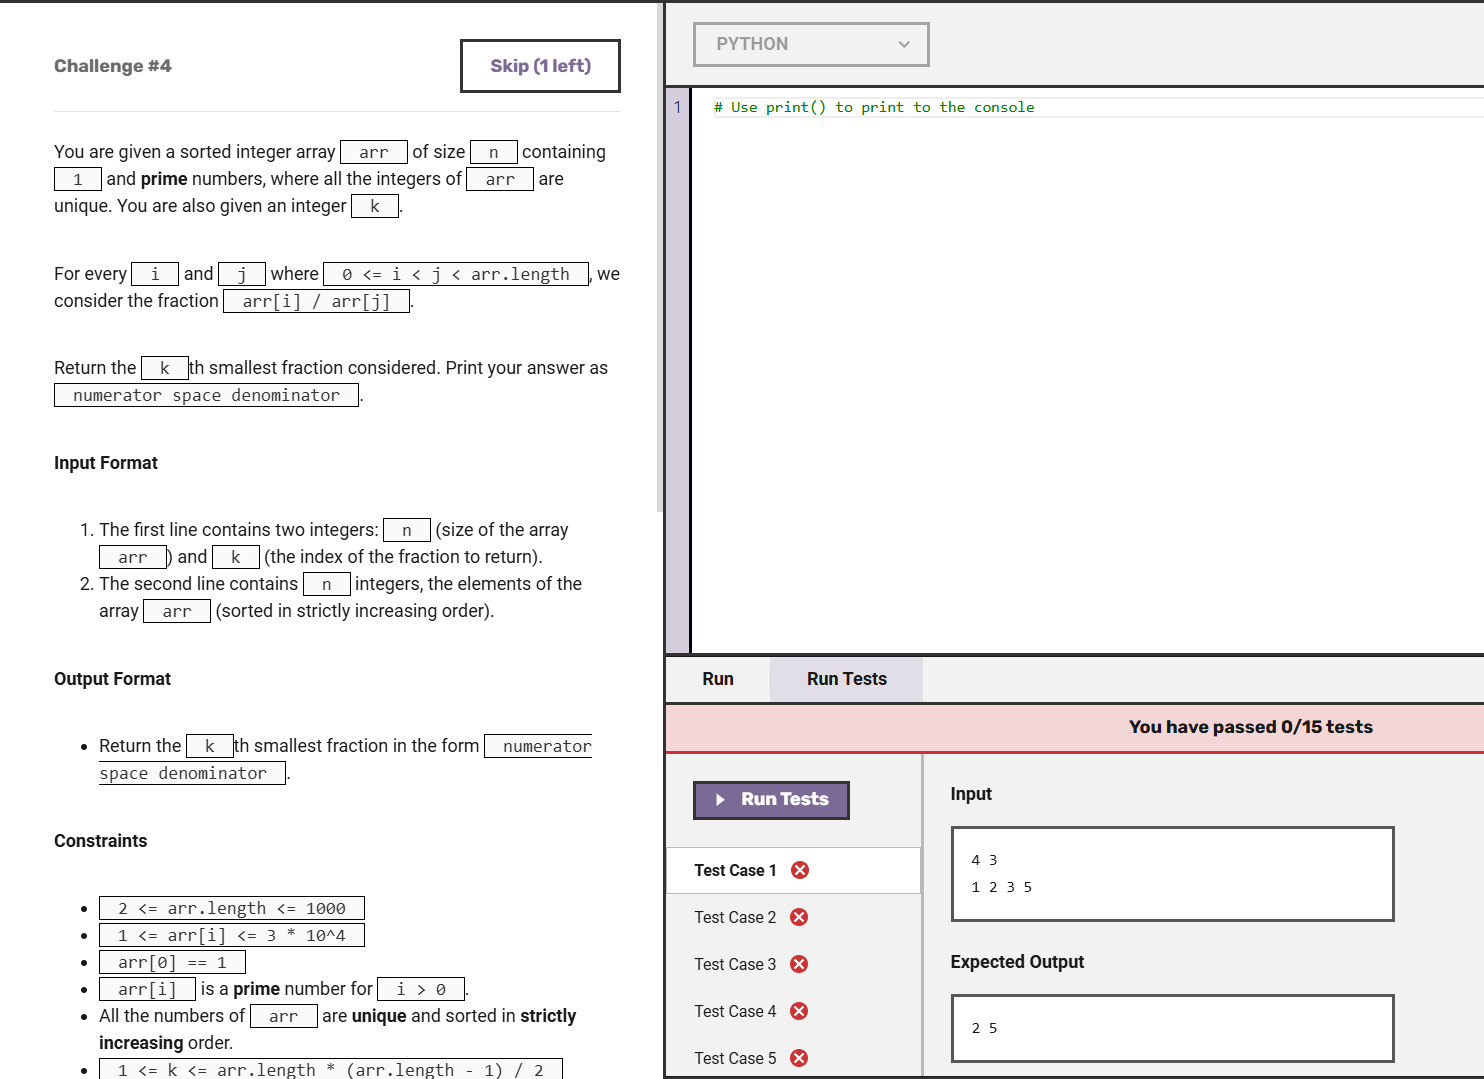 Challenge #4
Skip (1 left)
You are given a sorted integer array arr of size n containing
1 and prime numbers, where all the integers of arr are
unique. You are also given an integer k.
For every i and j where 0 <= i < j < arr.length, we
consider the fraction arr[i] / arr[j].
Return the kth smallest fraction considered. Print your answer as
numerator space denominator.
Input Format
1. The first line contains two integers: n (size of the array
arr) and k (the index of the fraction to return).
2. The second line contains n integers, the elements of the
array arr (sorted in strictly increasing order).
Output Format
• Return the kth smallest fraction in the form numerator
space denominator.
Constraints
• 2 <= arr.length <= 1000
• 1 <= arr[i] <= 3 * 10^4
• arr[0] == 1
• arr[i] is a prime number for i > 0.
• All the numbers of arr are unique and sorted in strictly
increasing order.
• 1 <= k <= arr.length * (arr.length - 1) / 2
PYTHON
1 # Use print() to print to the console
Run Run Tests
You have passed 0/15 tests
Run Tests
Test Case 1
Test Case 2
Test Case 3
Test Case 4
Test Case 5
Input
4 3
1 2 3 5
Expected Output
2 5